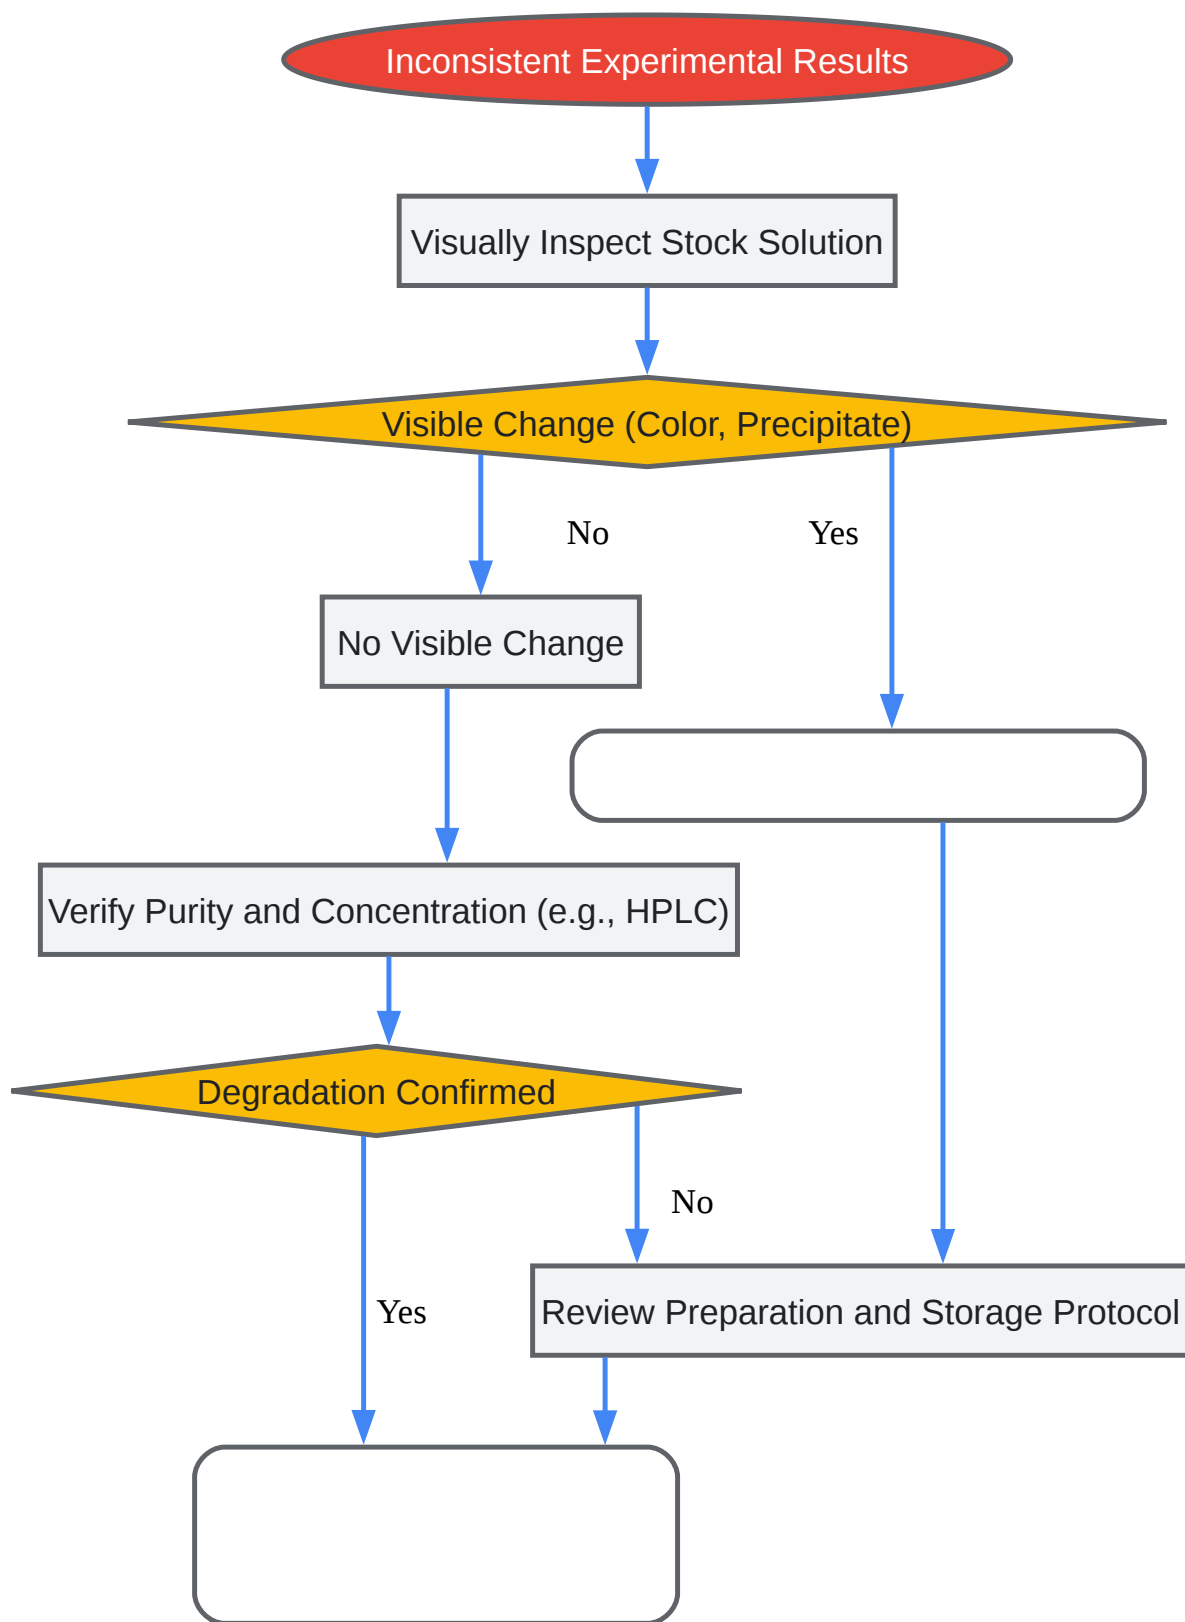 Inconsistent Experimental Results
Visually Inspect Stock Solution
Visible Change (Color, Precipitate)
No
Yes
No Visible Change
Verify Purity and Concentration (e.g., HPLC)
Degradation Confirmed
No
Yes
Review Preparation and Storage Protocol